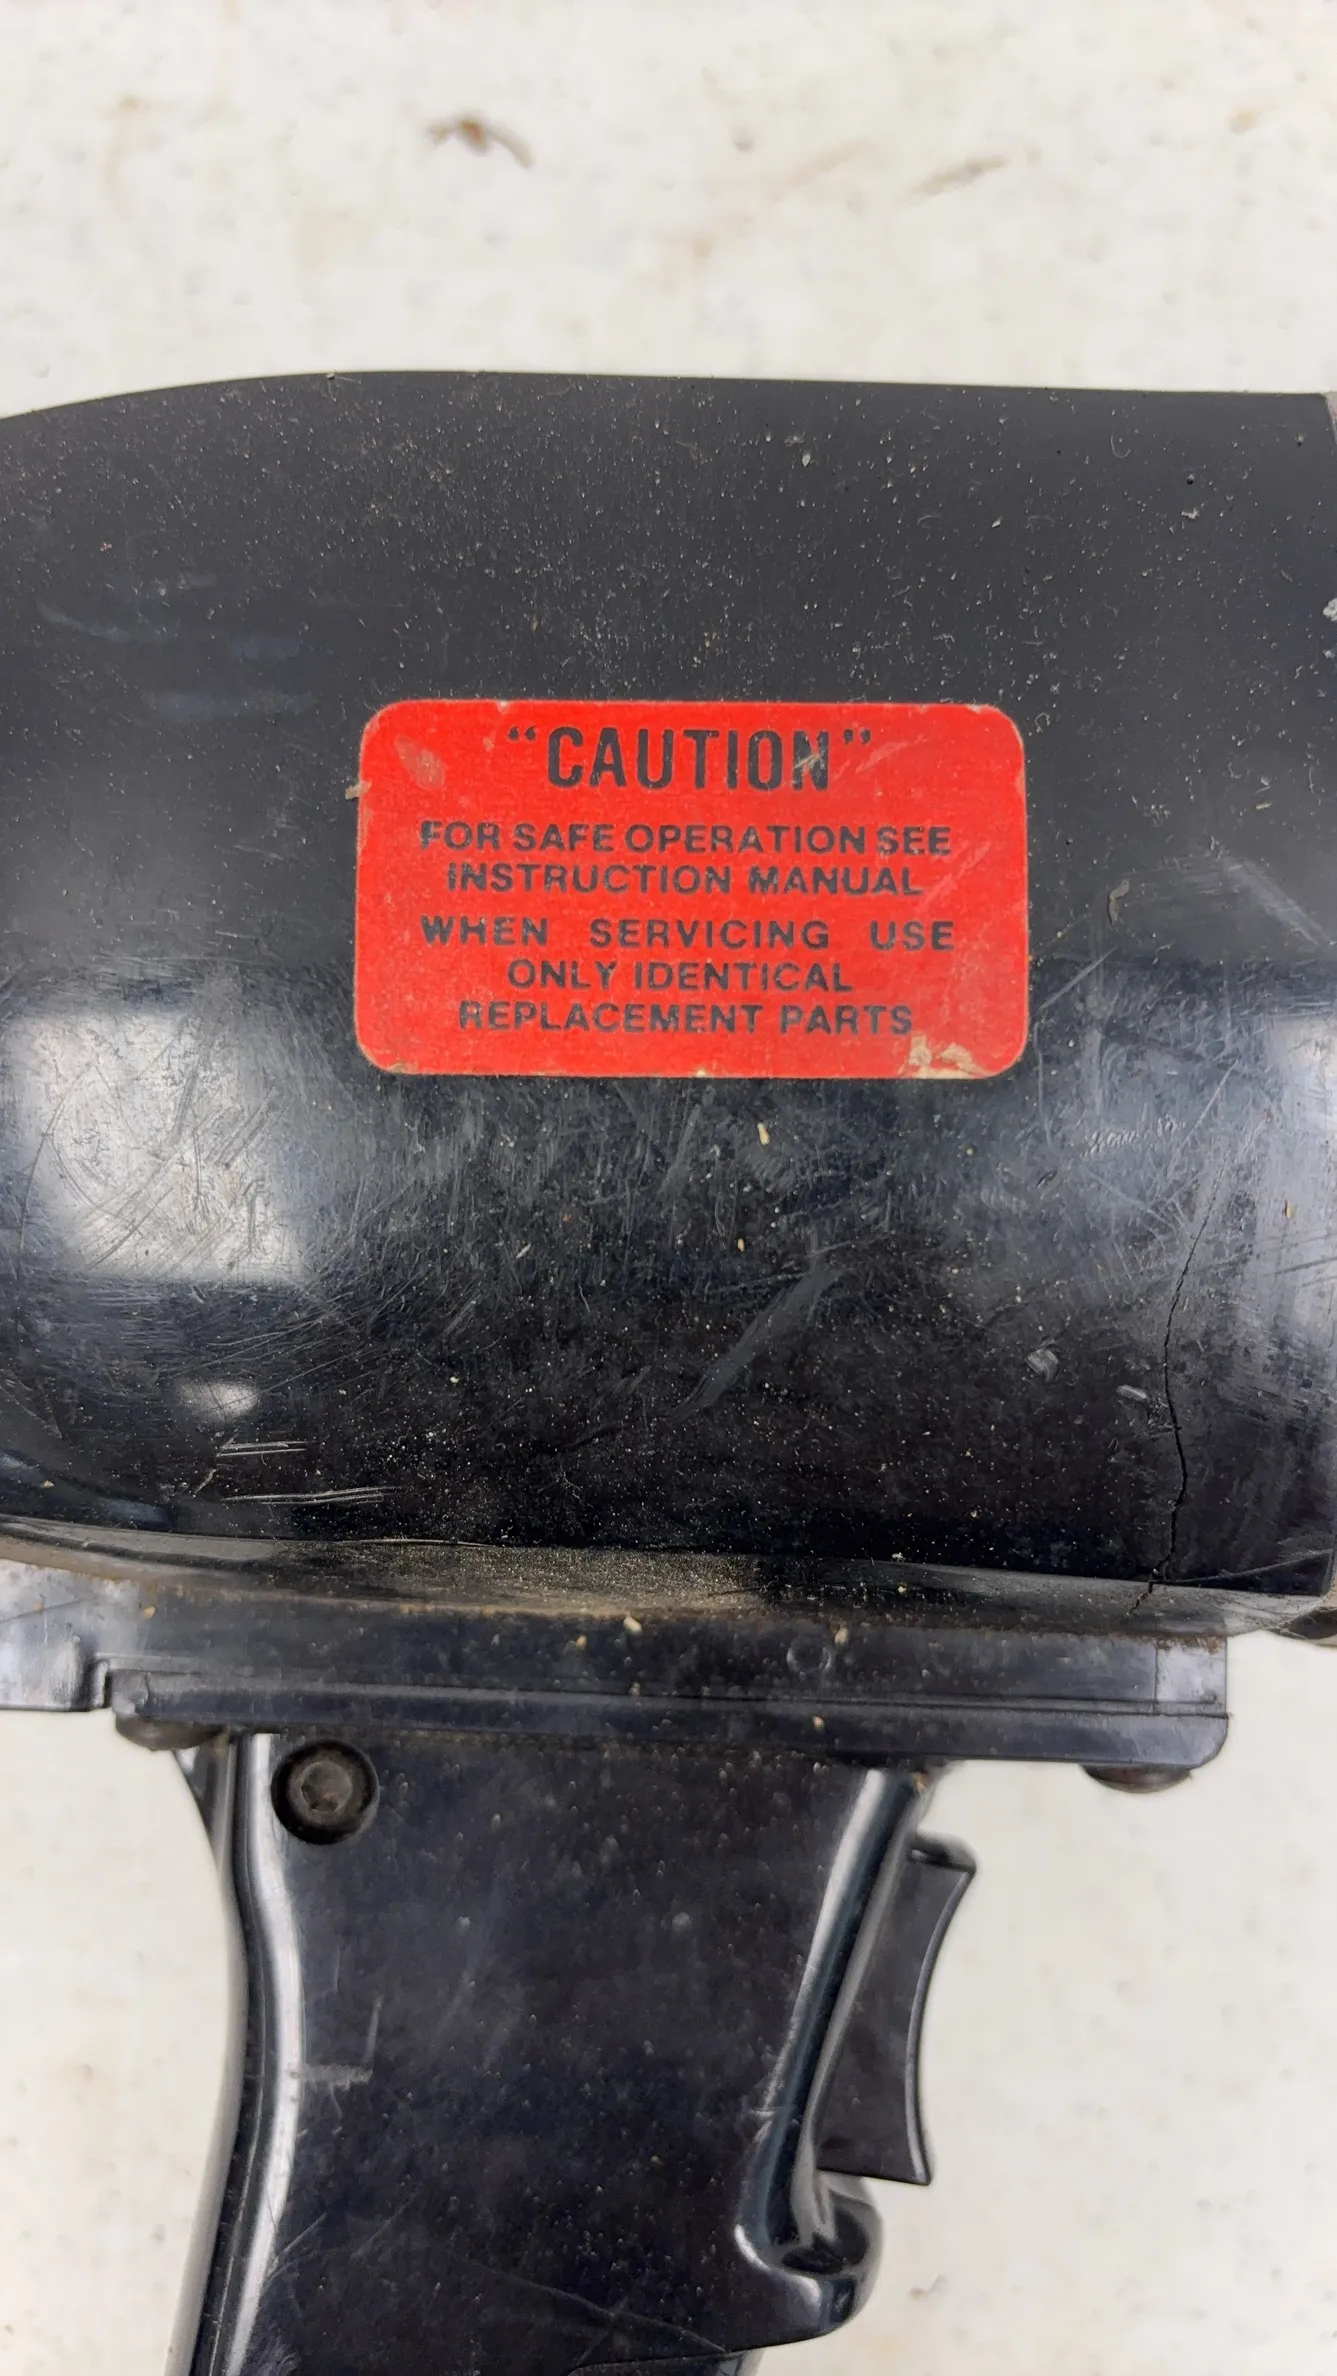 "CAUTION"
FOR SAFE OPERATION SEE
INSTRUCTION MANUAL
WHEN SERVICING USE
ONLY IDENTICAL
REPLACEMENT PARTS